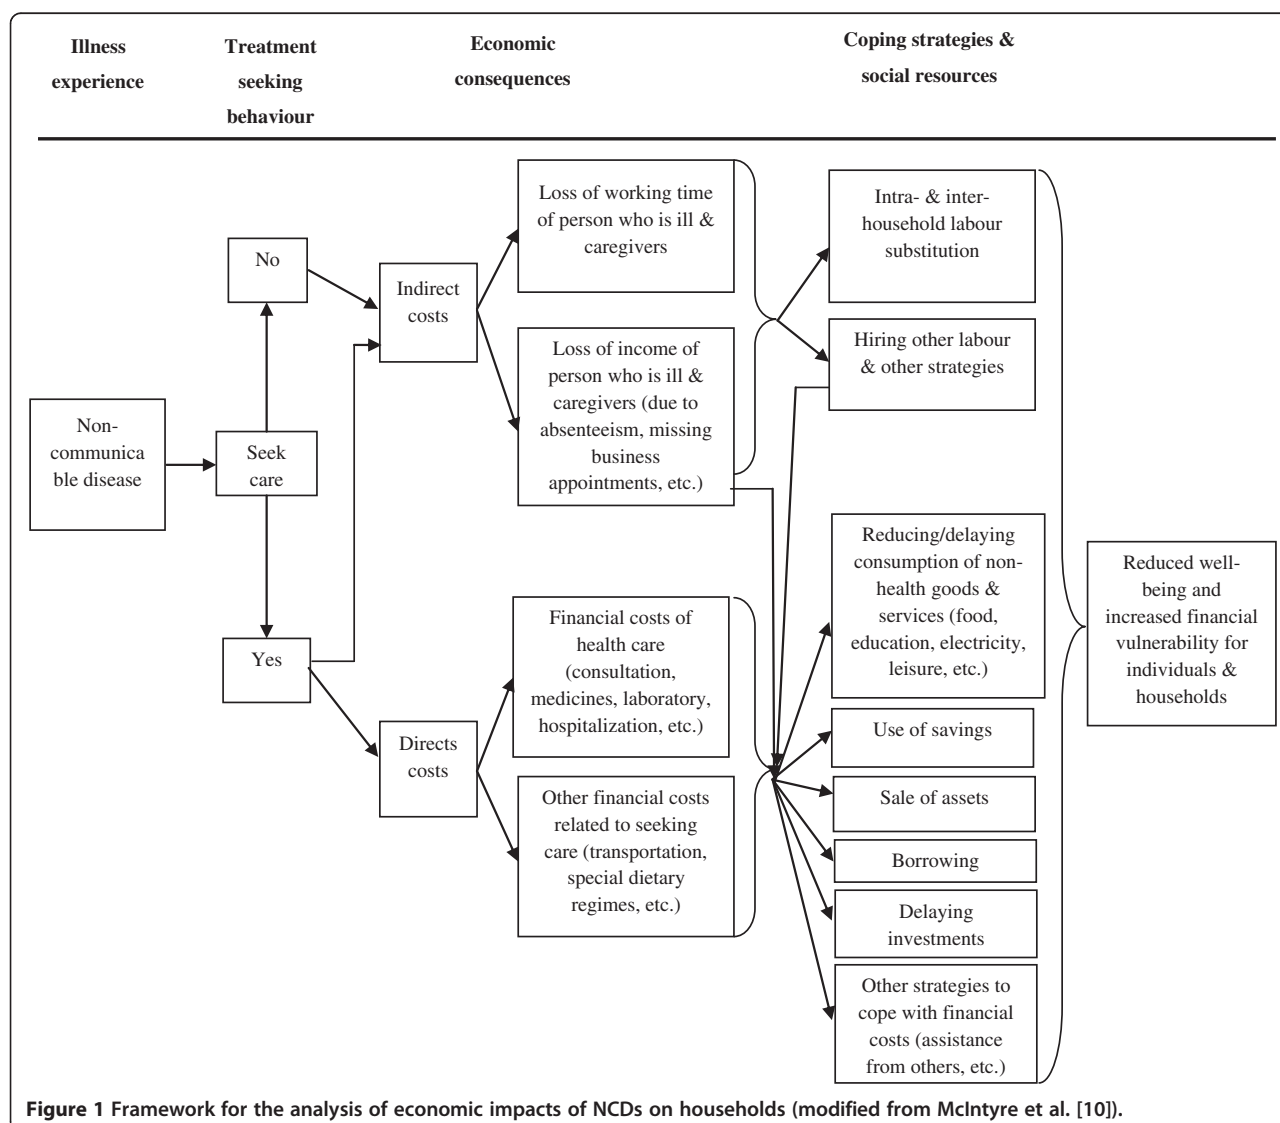 Illness
experience
Treatment
seeking
behaviour
Economic
consequences
Coping strategies &
social resources
Non-
communica
ble disease
Seek
care
No
Yes
Indirect
costs
Directs
costs
Loss of working time
of person who is ill &
caregivers
Loss of income of
person who is ill &
caregivers (due to
absenteeism, missing
business
appointments, etc.)
Financial costs of
health care
(consultation,
medicines, laboratory,
hospitalization, etc.)
Other financial costs
related to seeking
care (transportation,
special dietary
regimes, etc.)
Intra- & inter-
household labour
substitution
Hiring other labour
& other strategies
Reducing/delaying
consumption of non-
health goods &
services (food,
education, electricity,
leisure, etc.)
Use of savings
Sale of assets
Borrowing
Delaying
investments
Other strategies to
cope with financial
costs (assistance
from others, etc.)
Reduced well-
being and
increased financial
vulnerability for
individuals &
households
Figure 1 Framework for the analysis of economic impacts of NCDs on households (modified from McIntyre et al. [10]).